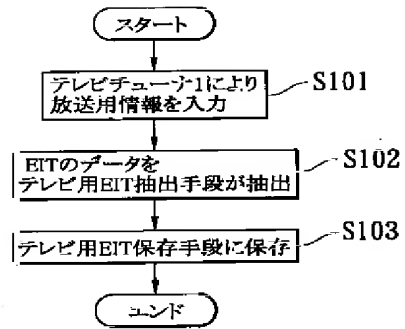 スタート
テレビチューナ1により
放送用情報を入力
S101
EITのデータを
テレビ用EIT抽出手段が抽出
S102
テレビ用EIT保存手段に保存
S103
エンド